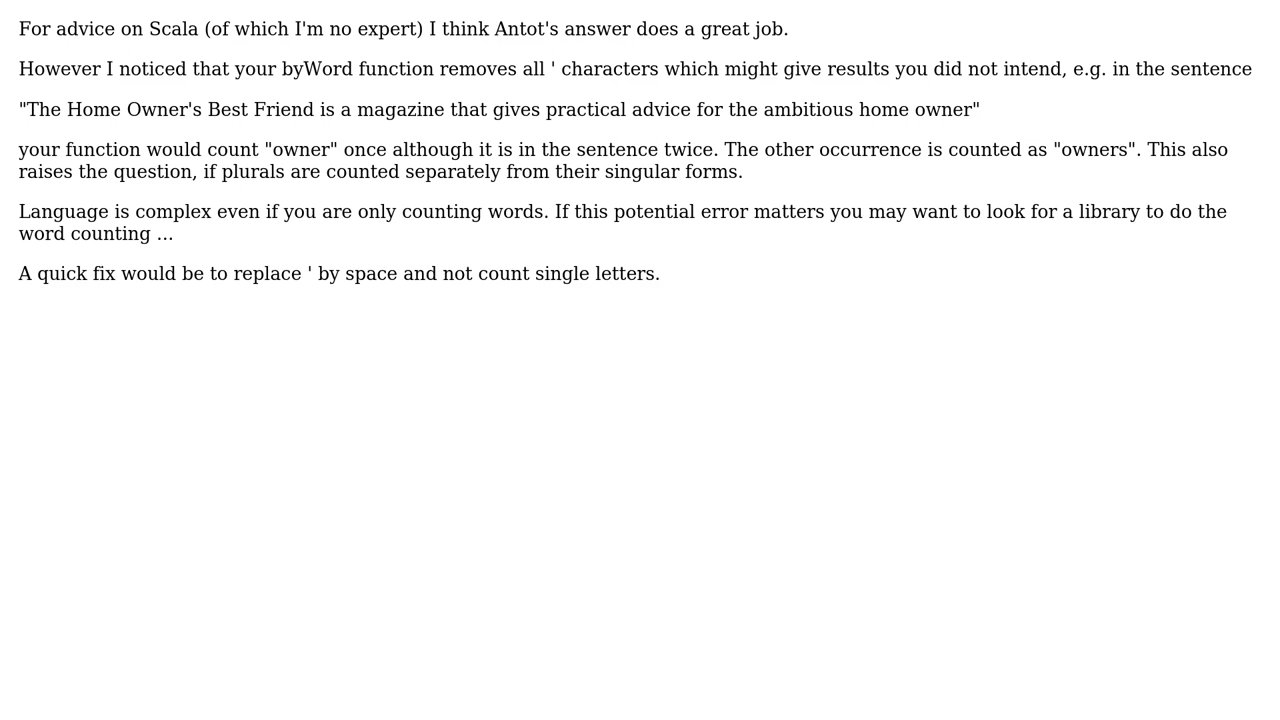 For advice on Scala (of which I'm no expert) I think Antot's answer does a great job.
However I noticed that your byWord function removes all ' characters which might give results you did not intend, e.g. in the sentence
"The Home Owner's Best Friend is a magazine that gives practical advice for the ambitious home owner"
your function would count "owner" once although it is in the sentence twice. The other occurrence is counted as "owners". This also
raises the question, if plurals are counted separately from their singular forms.
Language is complex even if you are only counting words. If this potential error matters you may want to look for a library to do the
word counting ...
A quick fix would be to replace ' by space and not count single letters.